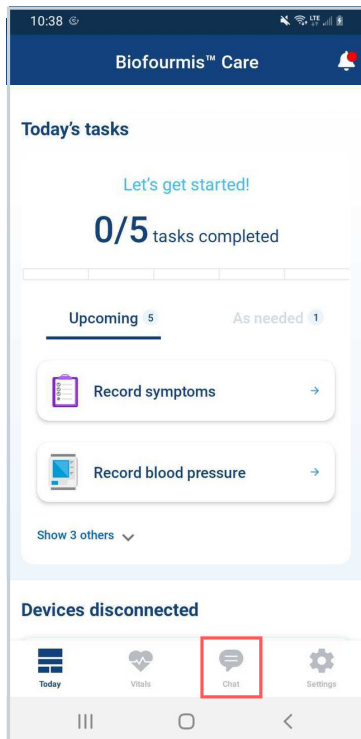 10:38
LTE
Biofourmis™ Care
Today's tasks
Let's get started!
0/5 tasks completed
Upcoming 5
As needed 1
Record symptoms
Record blood pressure
Show 3 others
Devices disconnected
Today
Vitals
Chat
Settings